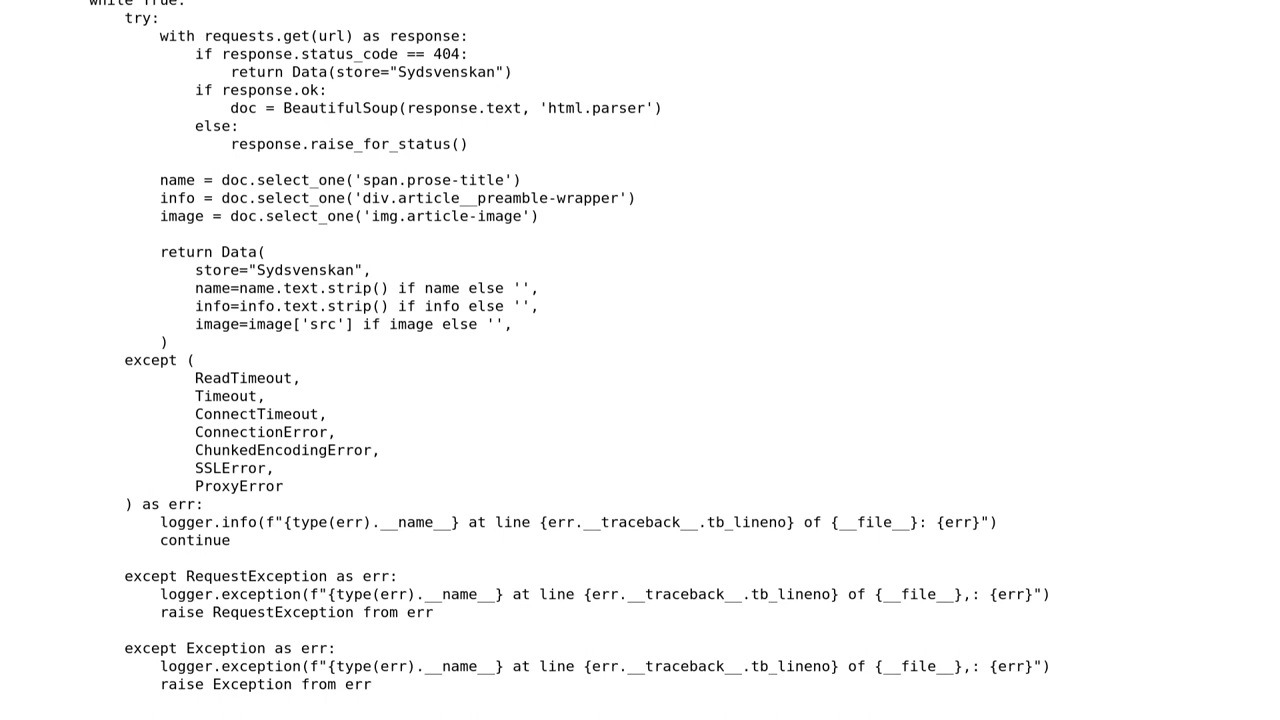 while True:
    try:
        with requests.get(url) as response:
            if response.status_code == 404:
                return Data(store="Sydsvenskan")
            if response.ok:
                doc = BeautifulSoup(response.text, 'html.parser')
            else:
                response.raise_for_status()

        name = doc.select_one('span.prose-title')
        info = doc.select_one('div.article__preamble-wrapper')
        image = doc.select_one('img.article-image')

        return Data(
            store="Sydsvenskan",
            name=name.text.strip() if name else '',
            info=info.text.strip() if info else '',
            image=image['src'] if image else '',
        )
    except (
            ReadTimeout,
            Timeout,
            ConnectTimeout,
            ConnectionError,
            ChunkedEncodingError,
            SSLError,
            ProxyError
    ) as err:
        logger.info(f"{type(err).__name__} at line {err.__traceback__.tb_lineno} of {__file__}: {err}")
        continue

    except RequestException as err:
        logger.exception(f"{type(err).__name__} at line {err.__traceback__.tb_lineno} of {__file__},: {err}")
        raise RequestException from err

    except Exception as err:
        logger.exception(f"{type(err).__name__} at line {err.__traceback__.tb_lineno} of {__file__},: {err}")
        raise Exception from err